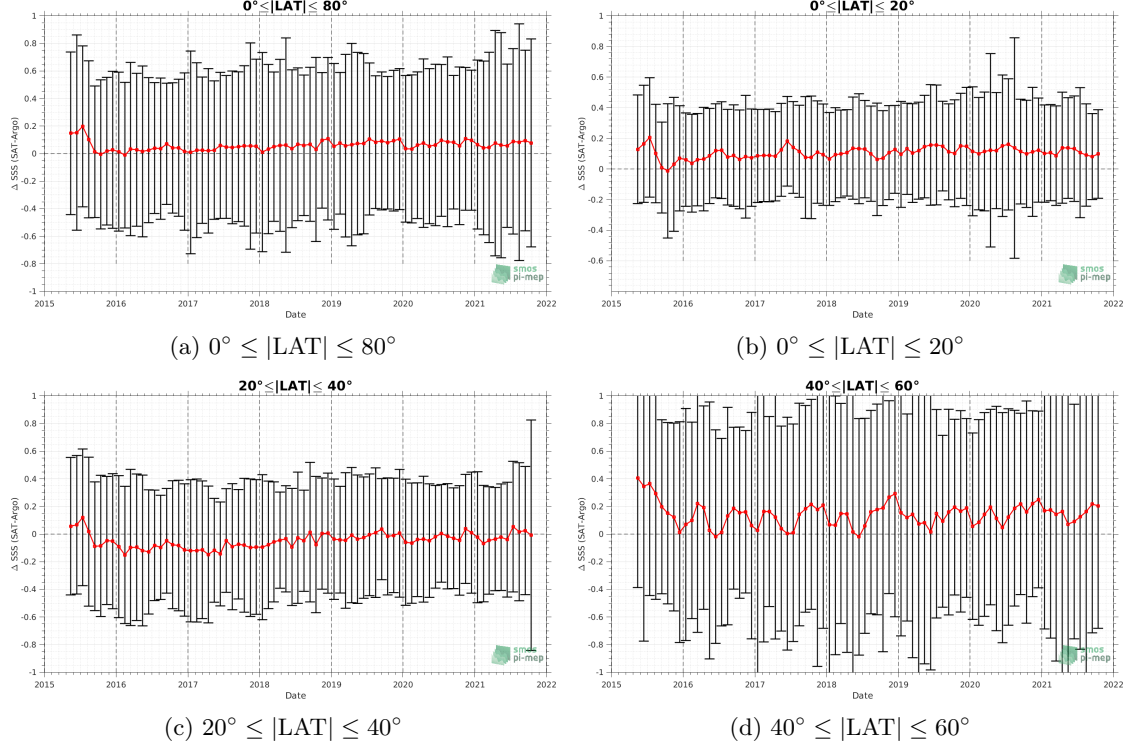 0°≤|LAT|≤ 80°
1
0.8
0.6
0.4
0.2
0
-0.2
-0.4
-0.6
-0.8
-1
Δ SSS (SAT-Argo)
2015 2016 2017 2018 2019 2020 2021 2022
Date
smos
pi-mep
(a) 0° ≤ |LAT| ≤ 80°
0°≤|LAT|≤ 20°
1
0.8
0.6
0.4
0.2
0
-0.2
-0.4
-0.6
Δ SSS (SAT-Argo)
2015 2016 2017 2018 2019 2020 2021 2022
Date
smos
pi-mep
(b) 0° ≤ |LAT| ≤ 20°
20°≤|LAT|≤ 40°
1
0.8
0.6
0.4
0.2
0
-0.2
-0.4
-0.6
-0.8
-1
Δ SSS (SAT-Argo)
2015 2016 2017 2018 2019 2020 2021 2022
Date
smos
pi-mep
(c) 20° ≤ |LAT| ≤ 40°
40°≤|LAT|≤ 60°
1
0.8
0.6
0.4
0.2
0
-0.2
-0.4
-0.6
-0.8
-1
Δ SSS (SAT-Argo)
2015 2016 2017 2018 2019 2020 2021 2022
Date
smos
pi-mep
(d) 40° ≤ |LAT| ≤ 60°